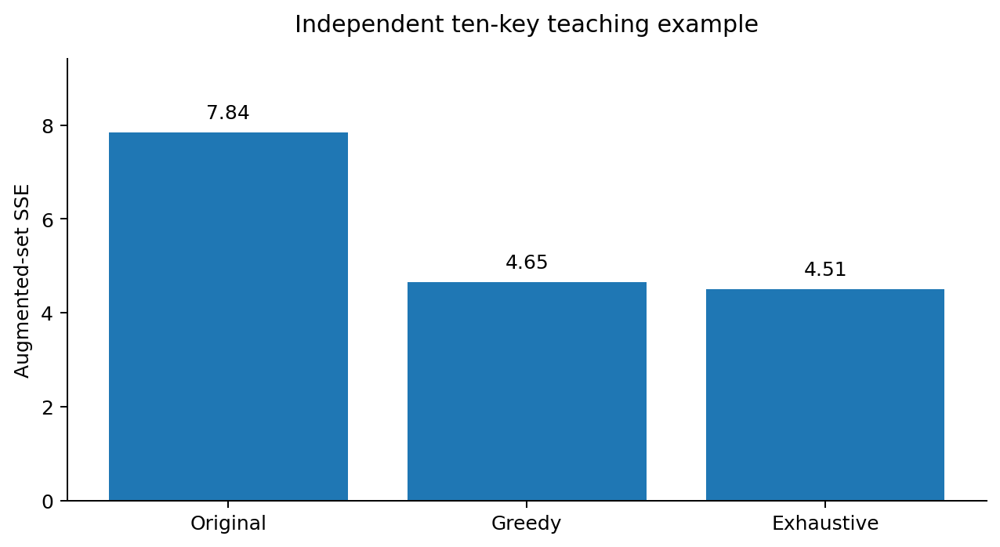 Independent ten-key teaching example
Augmented-set SSE
8
6
4
2
0
7.84
4.65
4.51
Original
Greedy
Exhaustive